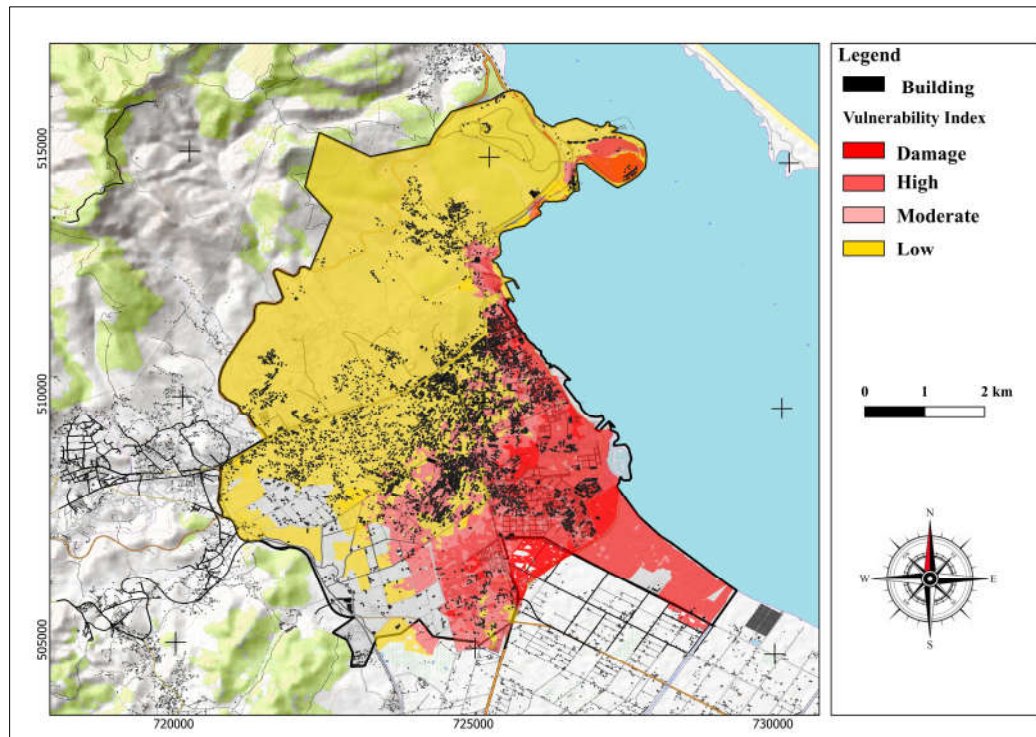 Legend
Building
Vulnerability Index
Damage
High
Moderate
Low
0 1 2 km
N
W E
S
515000
510000
505000
720000 725000 730000